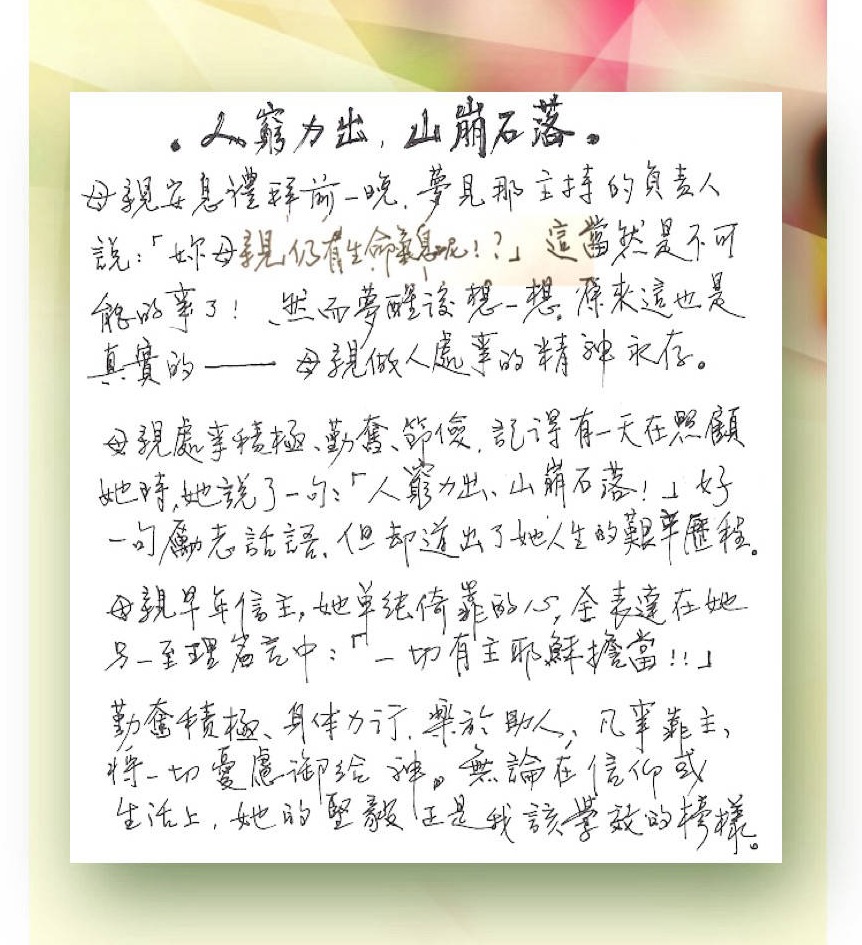 。人窮力出,山崩石落。
母親安息禮拜前一晚,夢見那主持的負責人
說:「妳母親仍有生命氣息呢!?」這當然是不可
能的事了!然而夢醒後想一想,原來這也是
真實的——母親做人處事的精神永存。
母親處事積極、勤奮、節儉,記得有一天在照顧
她時,她說了一句:「人窮力出、山崩石落!」好
一句勵志話語,但却道出了她人生的艱辛歷程。
母親早年信主,她单純倚靠的心,全表達在她
另一至理名言中:「一切有主耶穌擔當!!」
勤奮積極、身体力行,樂於助人,凡事靠主,
將一切憂慮卸給神。無論在信仰或
生活上,她的堅毅正是我該學效的榜樣。